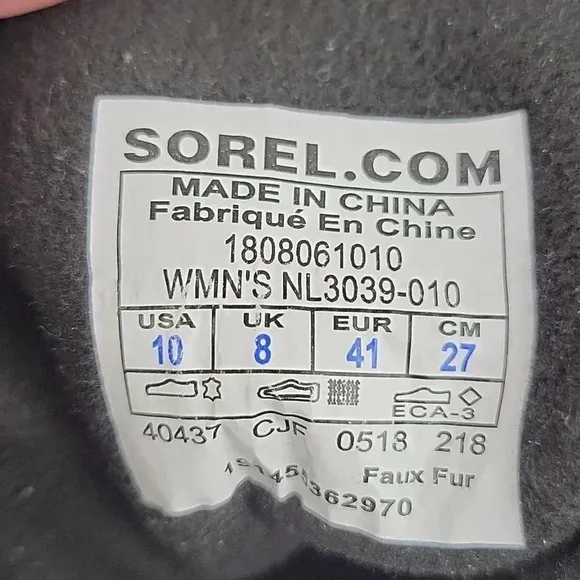 SOREL.COM
MADE IN CHINA
Fabriqué En Chine
1808061010
WMN'S NL3039-010
USA UK EUR CM
10 8 41 27
ECA-3
40437 CJF 0518 218
Faux Fur